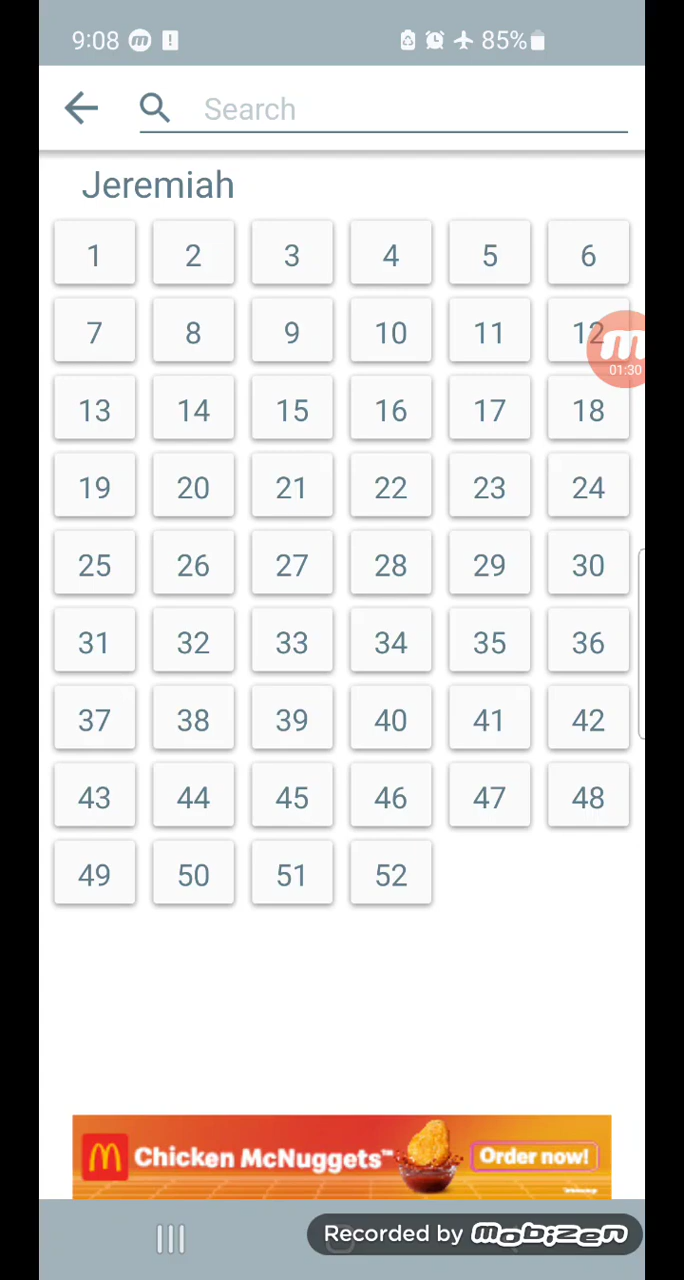 9:08 85%
Search
Jeremiah
1 2 3 4 5 6
7 8 9 10 11 12
01:30
13 14 15 16 17 18
19 20 21 22 23 24
25 26 27 28 29 30
31 32 33 34 35 36
37 38 39 40 41 42
43 44 45 46 47 48
49 50 51 52
Chicken McNuggets™ Order now!
Recorded by mobizen